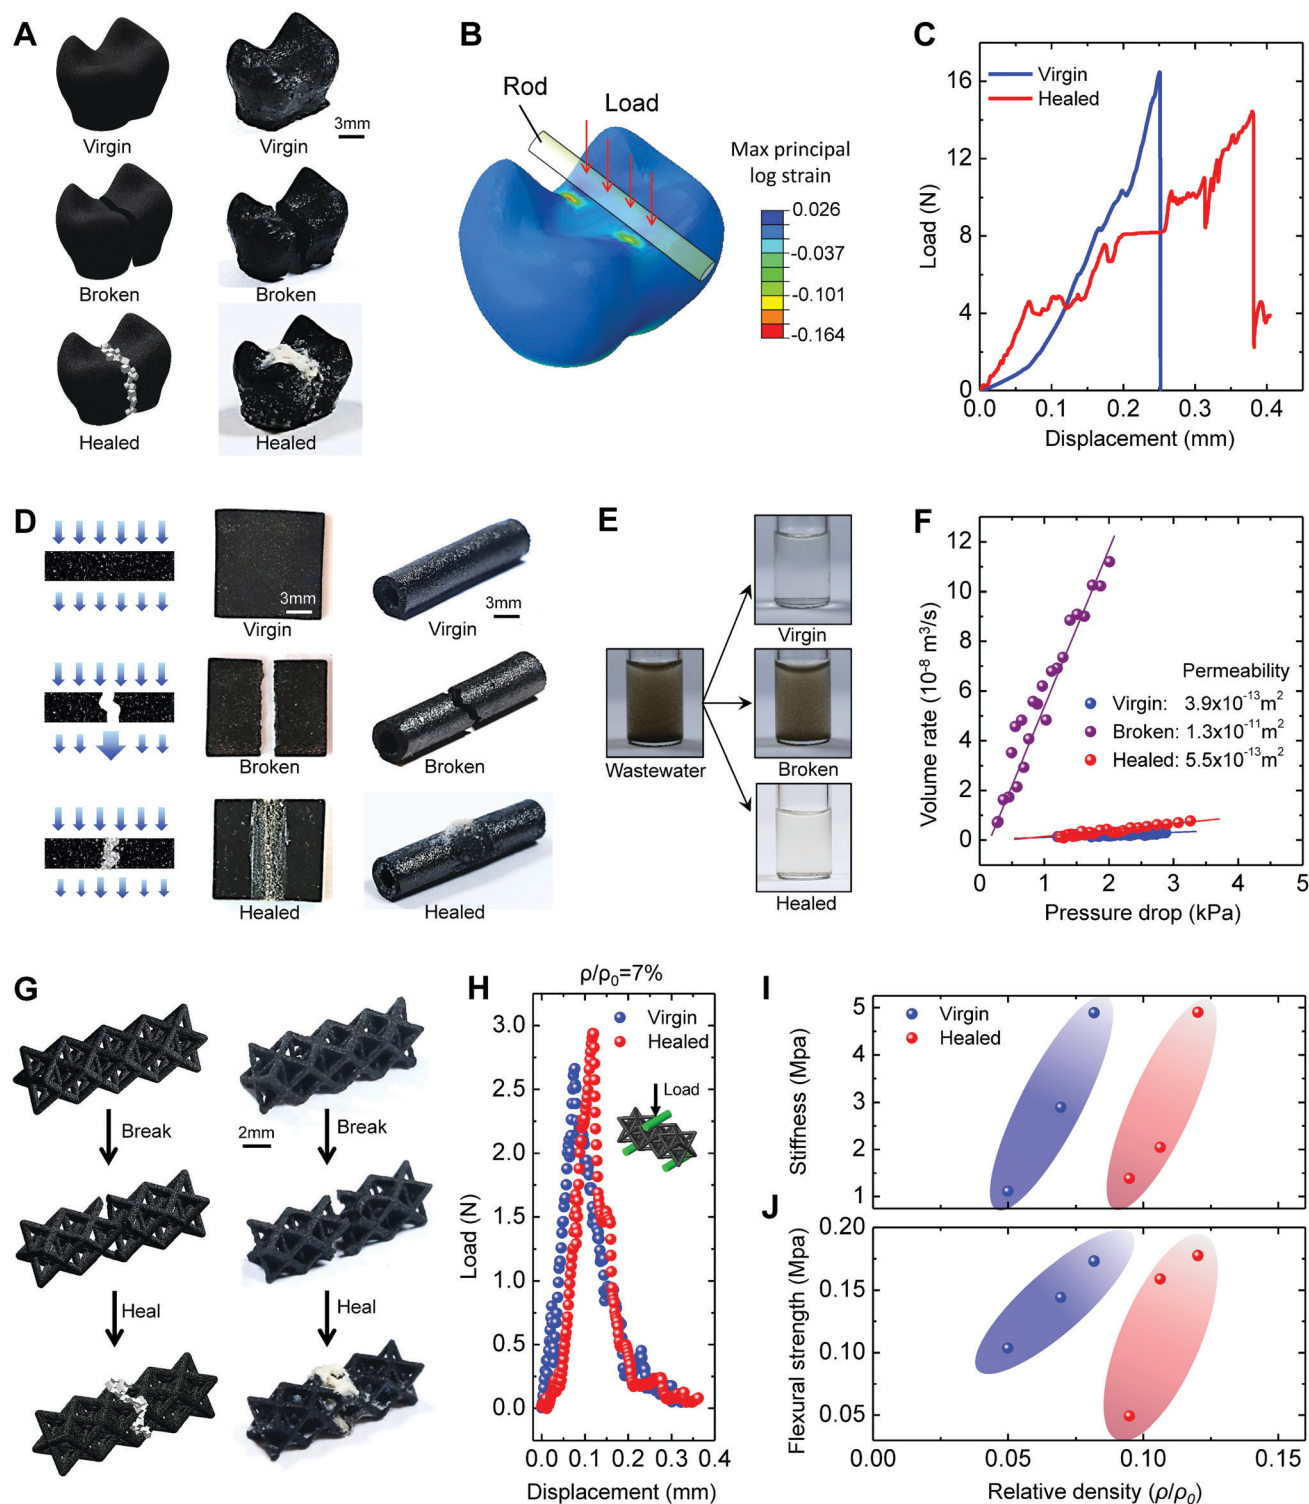 A
Virgin
Virgin
3mm
Broken
Broken
Healed
Healed
B
Rod
Load
Max principal
log strain
0.026
-0.037
-0.101
-0.164
C
Virgin
Healed
Load (N)
16
12
8
4
0
0.0
0.1
0.2
0.3
0.4
Displacement (mm)
D
3mm
Virgin
3mm
Virgin
Broken
Broken
Healed
Healed
E
Virgin
Wastewater
Broken
Healed
F
Volume rate (10⁻⁸ m³/s)
12
10
8
6
4
2
0
Permeability
Virgin: 3.9x10⁻¹³m²
Broken: 1.3x10⁻¹¹m²
Healed: 5.5x10⁻¹³m²
0
1
2
3
4
5
Pressure drop (kPa)
G
Break
2mm
Break
Heal
Heal
H
ρ/ρ₀=7%
Virgin
Healed
Load
Load (N)
3.0
2.5
2.0
1.5
1.0
0.5
0.0
0.0
0.1
0.2
0.3
0.4
Displacement (mm)
I
Virgin
Healed
Stiffness (Mpa)
5
4
3
2
1
J
Flexural strength (Mpa)
0.20
0.15
0.10
0.05
0.00
0.05
0.10
0.15
Relative density (ρ/ρ₀)